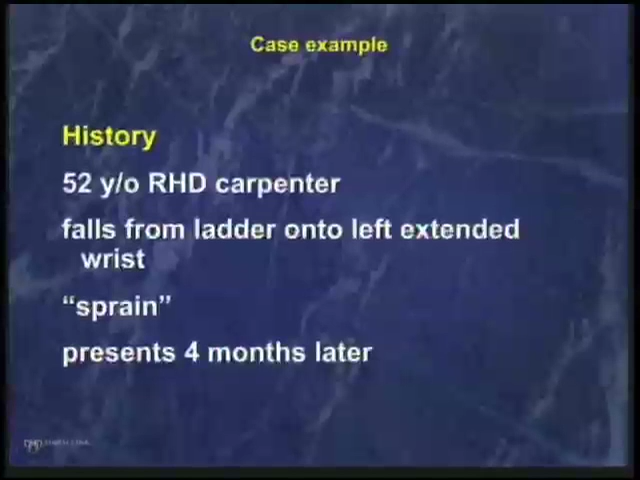 Case example
History
52 y/o RHD carpenter
falls from ladder onto left extended
wrist
“sprain”
presents 4 months later